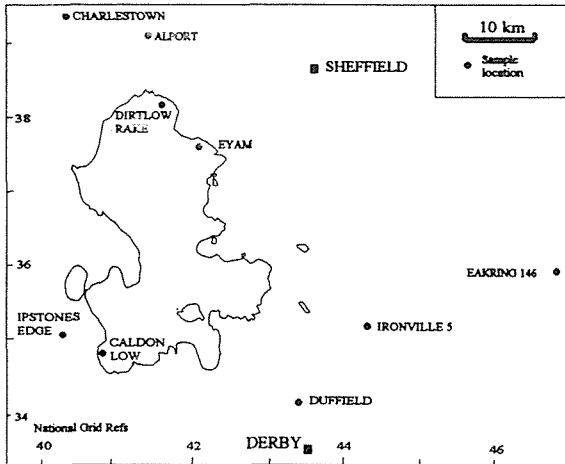 CHARLESTOWN
ALPORT
10 km
Sample
location
SHEFFIELD
38
DIRTLOW
RAKE
EYAM
36
EAKRING 146
IPSTONES
EDGE
IRONVILLE 5
CALDON
LOW
34
DUFFIELD
National Grid Refs
DERBY
40
42
44
46